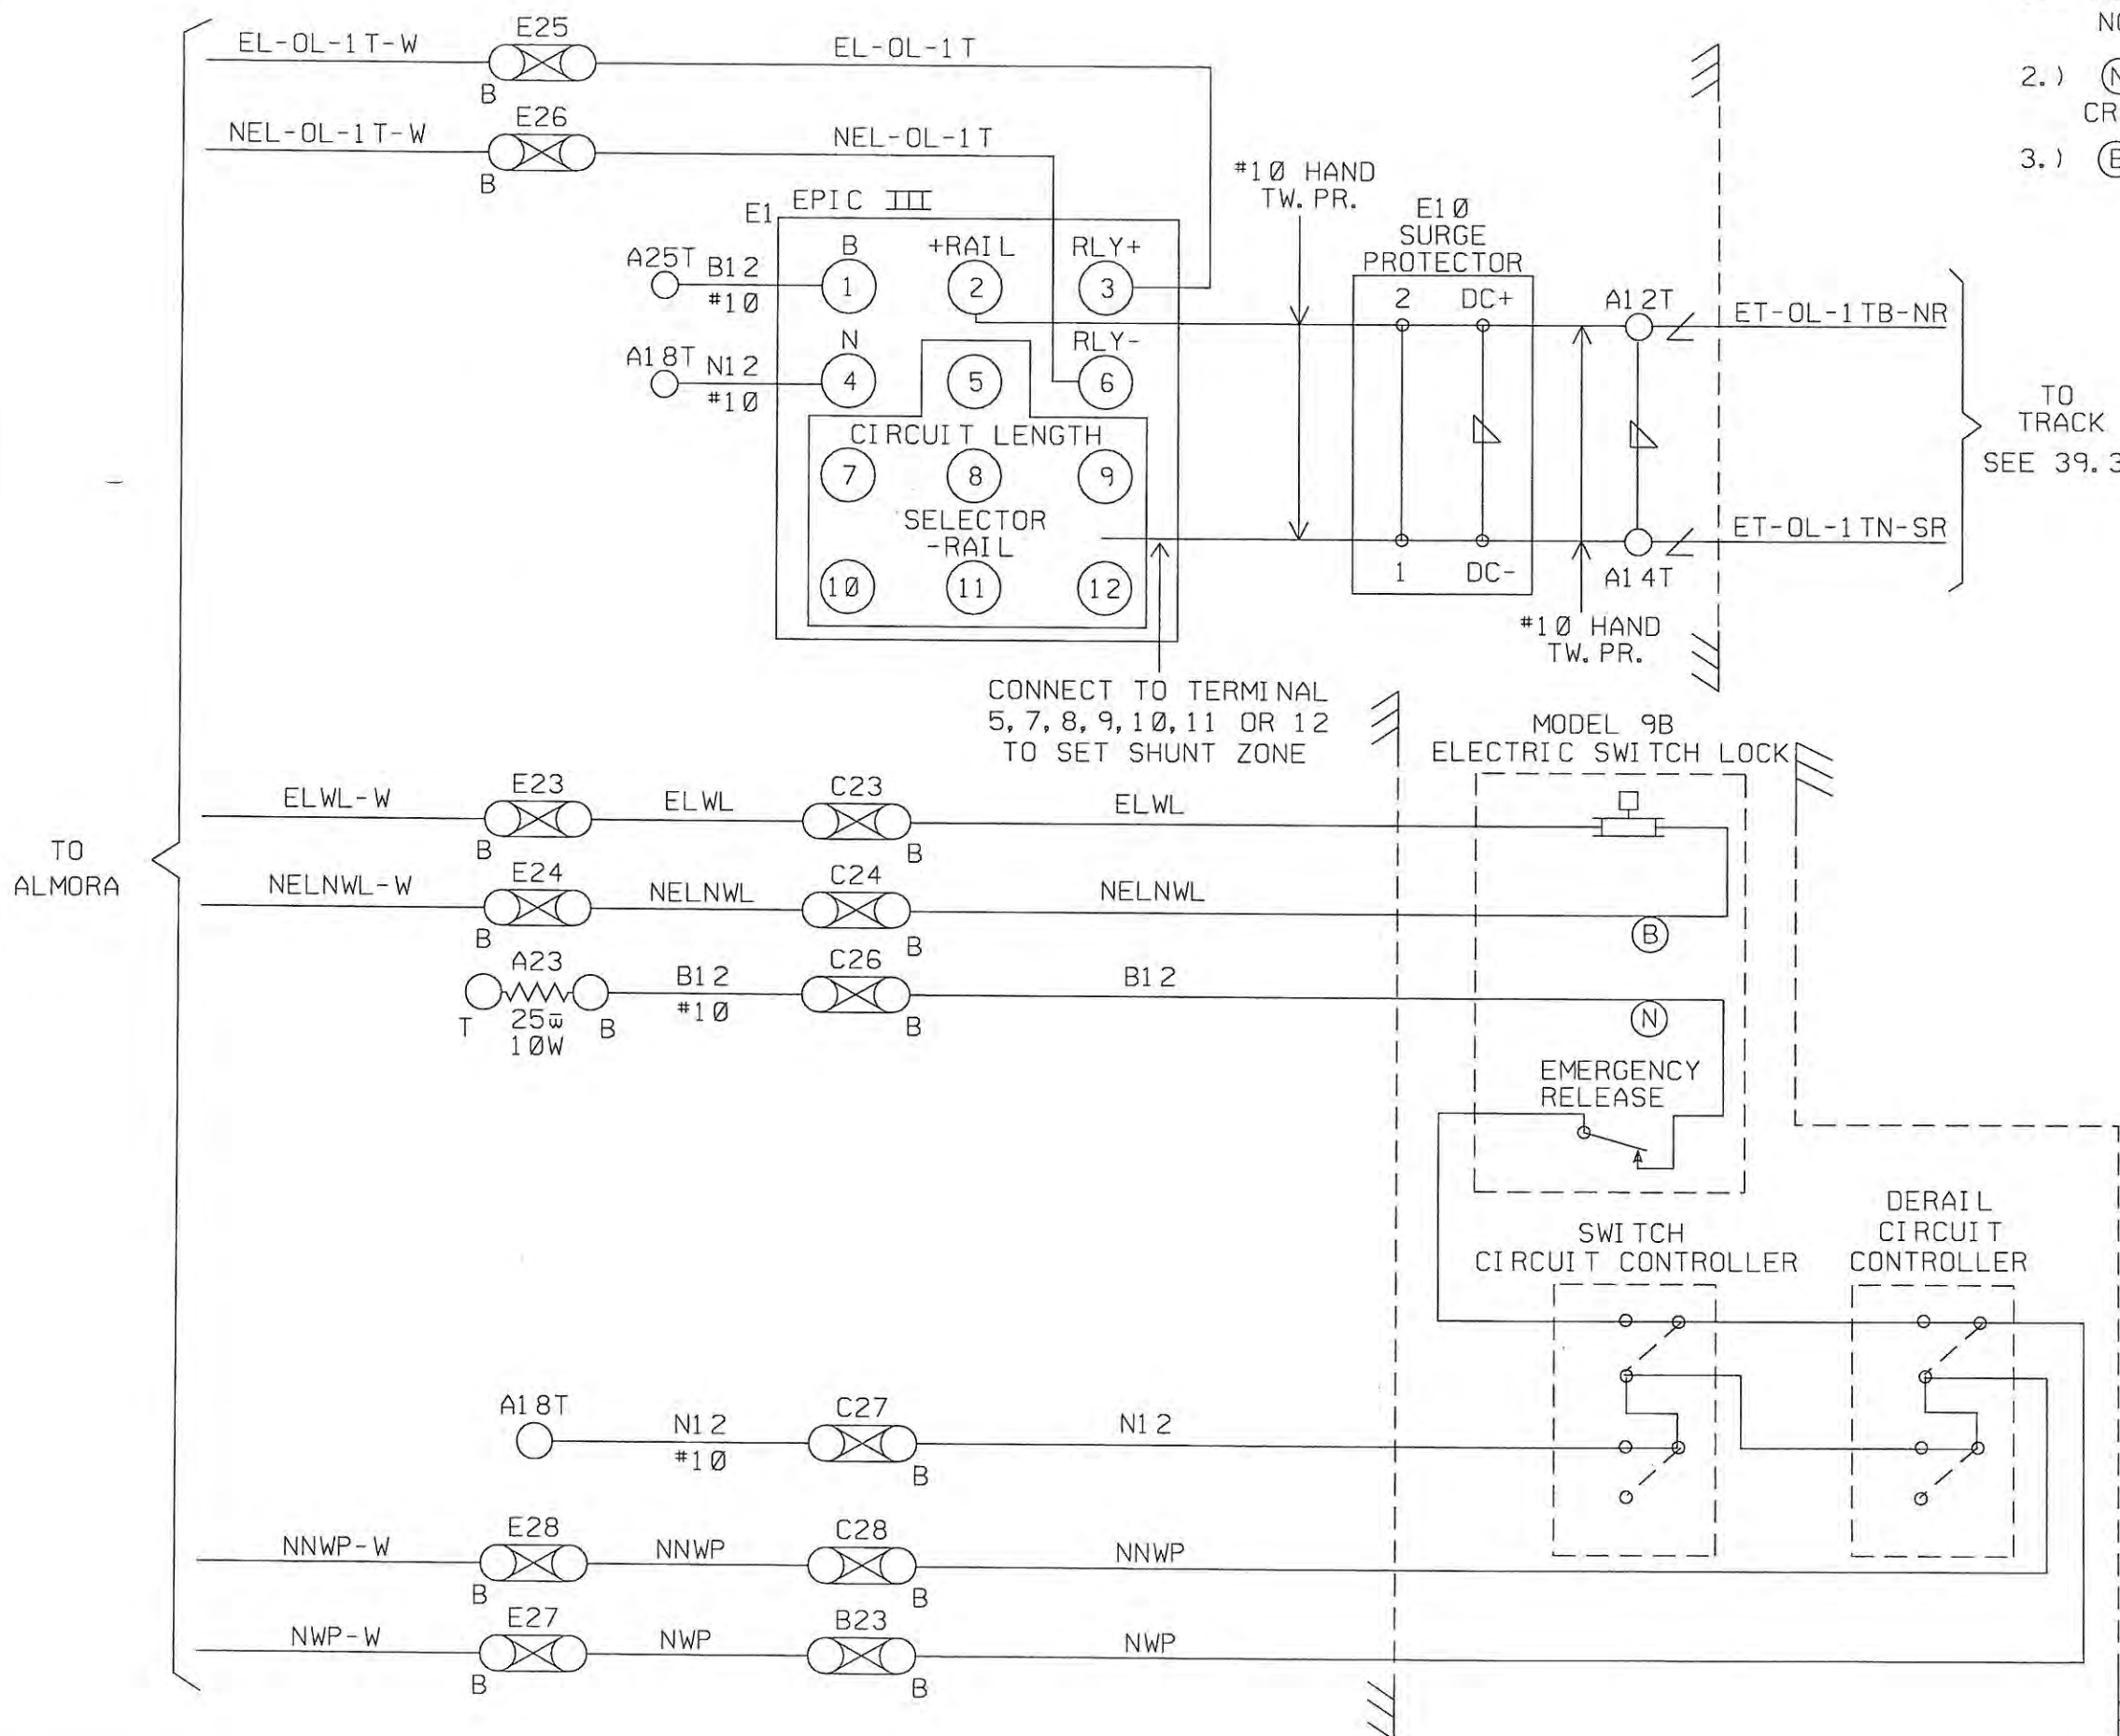 EL-OL-1T-W
E25
B
EL-OL-1T
NEL-OL-1T-W
E26
B
NEL-OL-1T
2.)
3.)
#10 HAND
TW. PR.
E1
EPIC III
A25T
B12
#10
B
1
+RAIL
2
RLY+
3
A18T
N12
#10
N
4
5
RLY-
6
CIRCUIT LENGTH
7
8
9
SELECTOR
-RAIL
10
11
12
E10
SURGE
PROTECTOR
2
DC+
1
DC-
A12T
A14T
ET-OL-1TB-NR
ET-OL-1TN-SR
TO
TRACK
SEE 39.3
#10 HAND
TW. PR.
CONNECT TO TERMINAL
5, 7, 8, 9, 10, 11 OR 12
TO SET SHUNT ZONE
MODEL 9B
ELECTRIC SWITCH LOCK
TO
ALMORA
ELWL-W
E23
B
ELWL
C23
B
ELWL
NELNWL-W
E24
B
NELNWL
C24
B
NELNWL
B
A23
T
25ω
10W
B
B12
#10
C26
B
B12
N
EMERGENCY
RELEASE
SWITCH
CIRCUIT CONTROLLER
DERAIL
CIRCUIT
CONTROLLER
A18T
N12
#10
C27
B
N12
NNWP-W
E28
B
NNWP
C28
B
NNWP
NWP-W
E27
B
NWP
B23
B
NWP